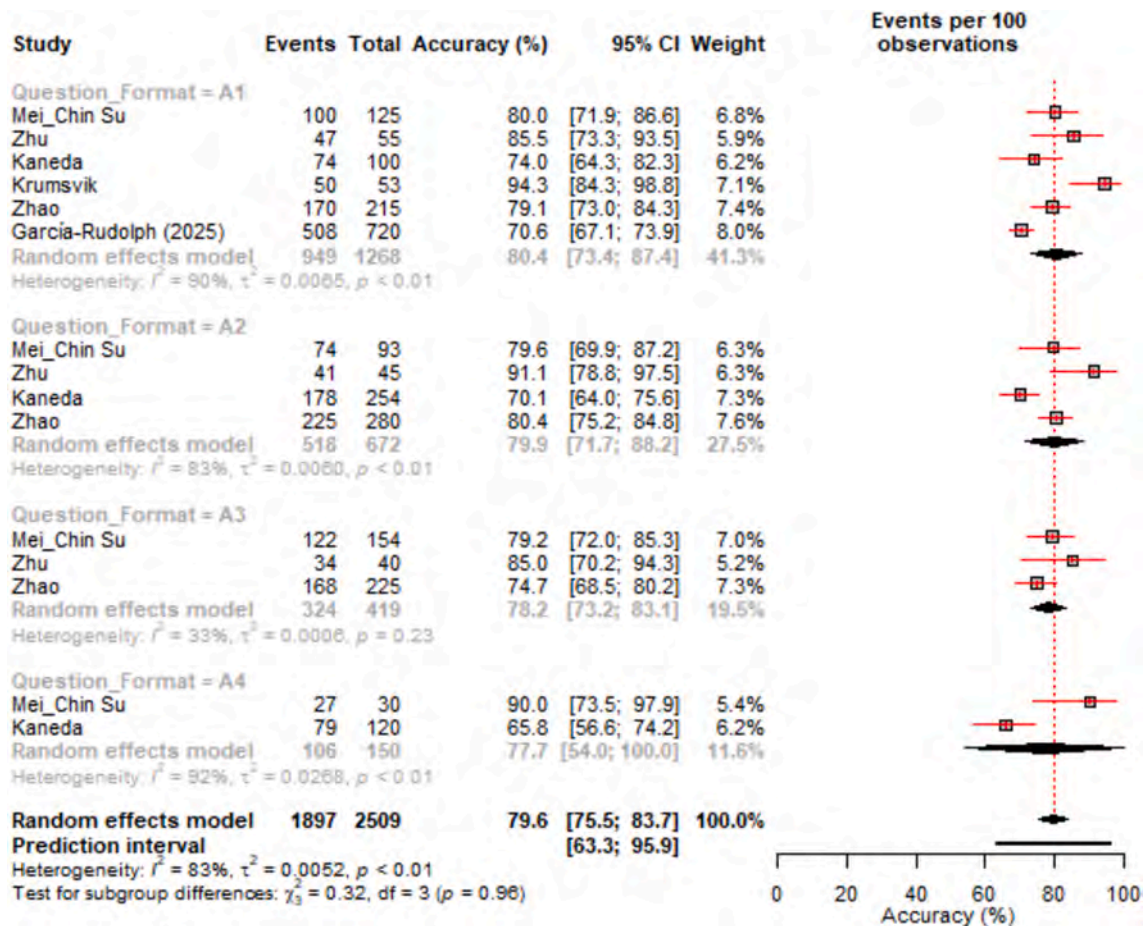 Study Events Total Accuracy (%) 95% CI Weight Events per 100 observations
Question_Format = A1
Mei_Chin Su 100 125 80.0 [71.9; 86.6] 6.8%
Zhu 47 55 85.5 [73.3; 93.5] 5.9%
Kaneda 74 100 74.0 [64.3; 82.3] 6.2%
Krumsvik 50 53 94.3 [84.3; 98.8] 7.1%
Zhao 170 215 79.1 [73.0; 84.3] 7.4%
García-Rudolph (2025) 508 720 70.6 [67.1; 73.9] 8.0%
Random effects model 949 1268 80.4 [73.4; 87.4] 41.3%
Heterogeneity: I² = 90%, τ² = 0.0065, p < 0.01
Question_Format = A2
Mei_Chin Su 74 93 79.6 [69.9; 87.2] 6.3%
Zhu 41 45 91.1 [78.8; 97.5] 6.3%
Kaneda 178 254 70.1 [64.0; 75.6] 7.3%
Zhao 225 280 80.4 [75.2; 84.8] 7.6%
Random effects model 518 672 79.9 [71.7; 88.2] 27.5%
Heterogeneity: I² = 83%, τ² = 0.0060, p < 0.01
Question_Format = A3
Mei_Chin Su 122 154 79.2 [72.0; 85.3] 7.0%
Zhu 34 40 85.0 [70.2; 94.3] 5.2%
Zhao 168 225 74.7 [68.5; 80.2] 7.3%
Random effects model 324 419 78.2 [73.2; 83.1] 19.5%
Heterogeneity: I² = 33%, τ² = 0.0006, p = 0.23
Question_Format = A4
Mei_Chin Su 27 30 90.0 [73.5; 97.9] 5.4%
Kaneda 79 120 65.8 [56.6; 74.2] 6.2%
Random effects model 106 150 77.7 [54.0; 100.0] 11.6%
Heterogeneity: I² = 92%, τ² = 0.0268, p < 0.01
Random effects model 1897 2509 79.6 [75.5; 83.7] 100.0%
Prediction interval [63.3; 95.9]
Heterogeneity: I² = 83%, τ² = 0.0052, p < 0.01
Test for subgroup differences: χ²₃ = 0.32, df = 3 (p = 0.96)
0 20 40 60 80 100
Accuracy (%)